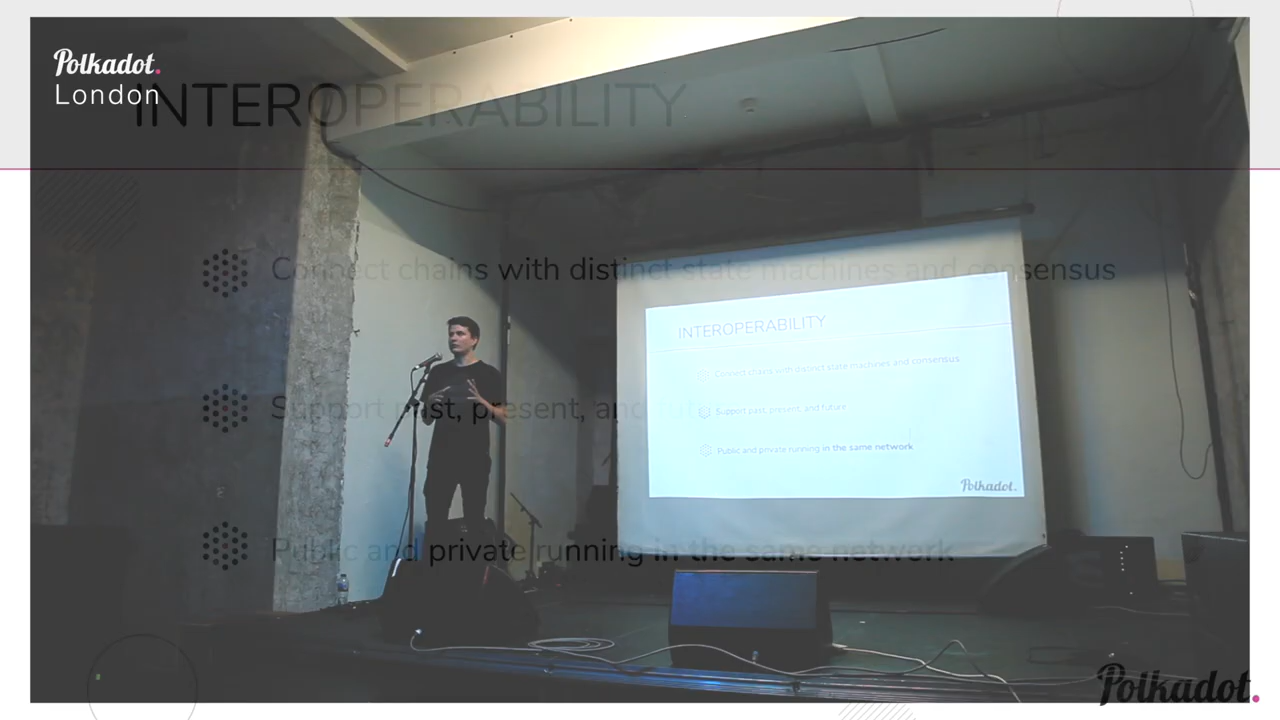 Polkadot.
London
INTEROPERABILITY
Connect chains with distinct state machines and consensus
Support past, present, and future
Public and private running in the same network
INTEROPERABILITY
Connect chains with distinct state machines and consensus
Support past, present, and future
Public and private running in the same network
Polkadot.
Polkadot.